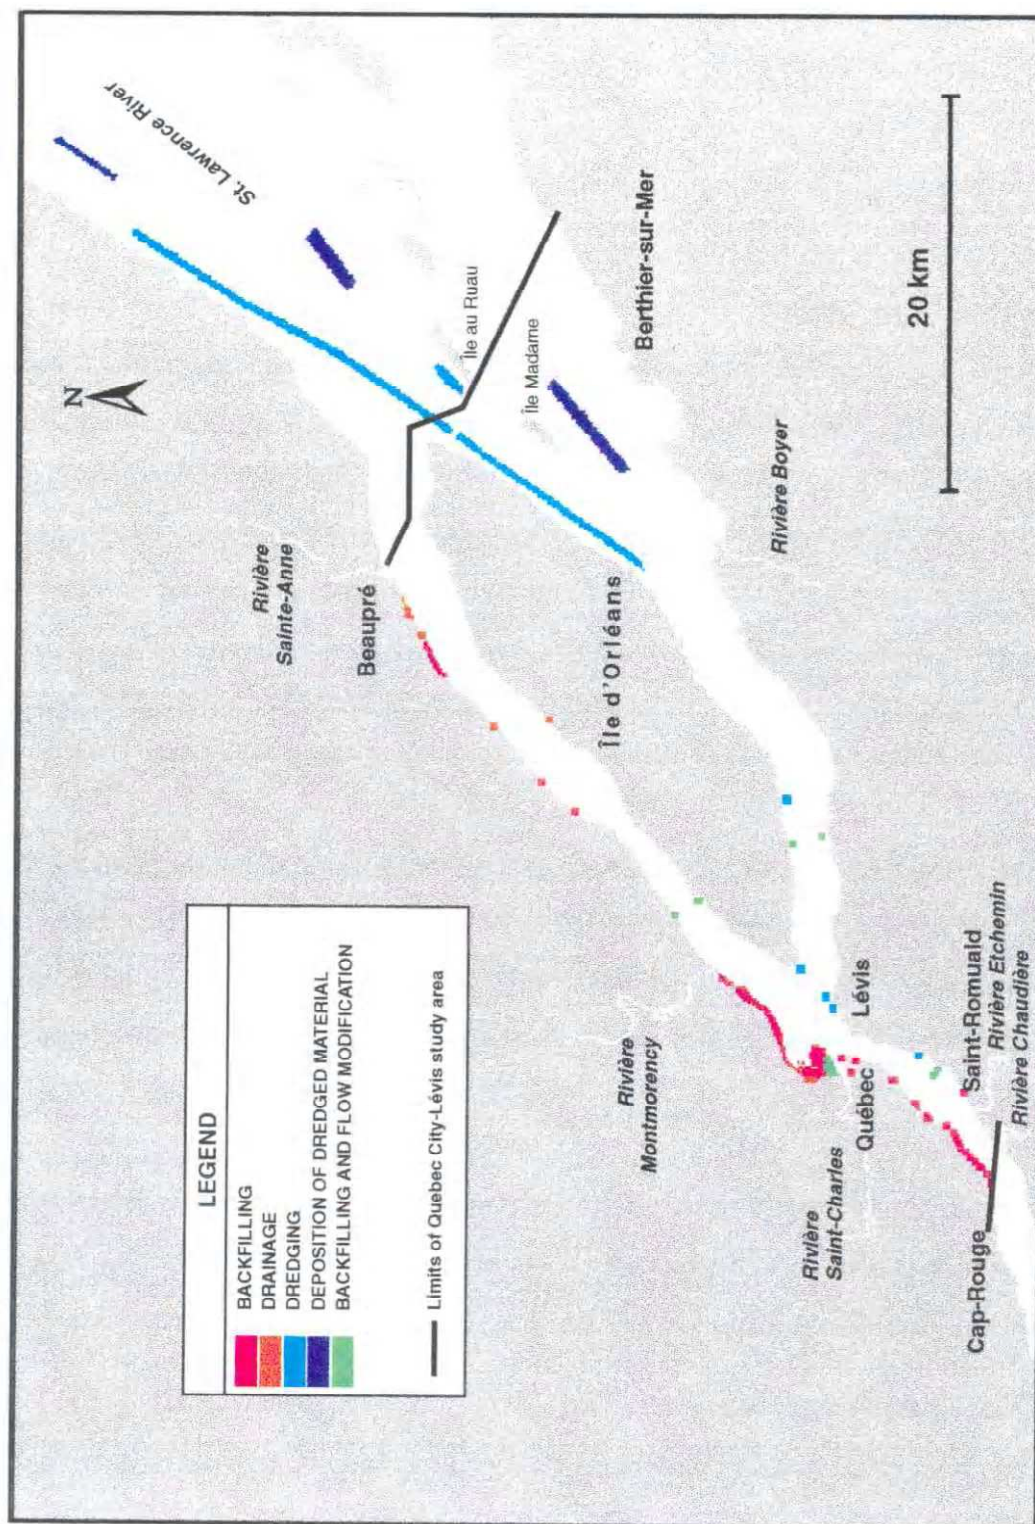 LEGEND
BACKFILLING
DRAINAGE
DREDGING
DEPOSITION OF DREDGED MATERIAL
BACKFILLING AND FLOW MODIFICATION
Limits of Quebec City-Lévis study area
N
St. Lawrence River
Rivière
Sainte-Anne
Beaupré
Île au Ruau
Île Madame
Île d'Orléans
Berthier-sur-Mer
Rivière Boyer
Rivière
Montmorency
Rivière
Saint-Charles
Québec
Lévis
Cap-Rouge
Saint-Romuald
Rivière Etchemin
Rivière Chaudière
20 km